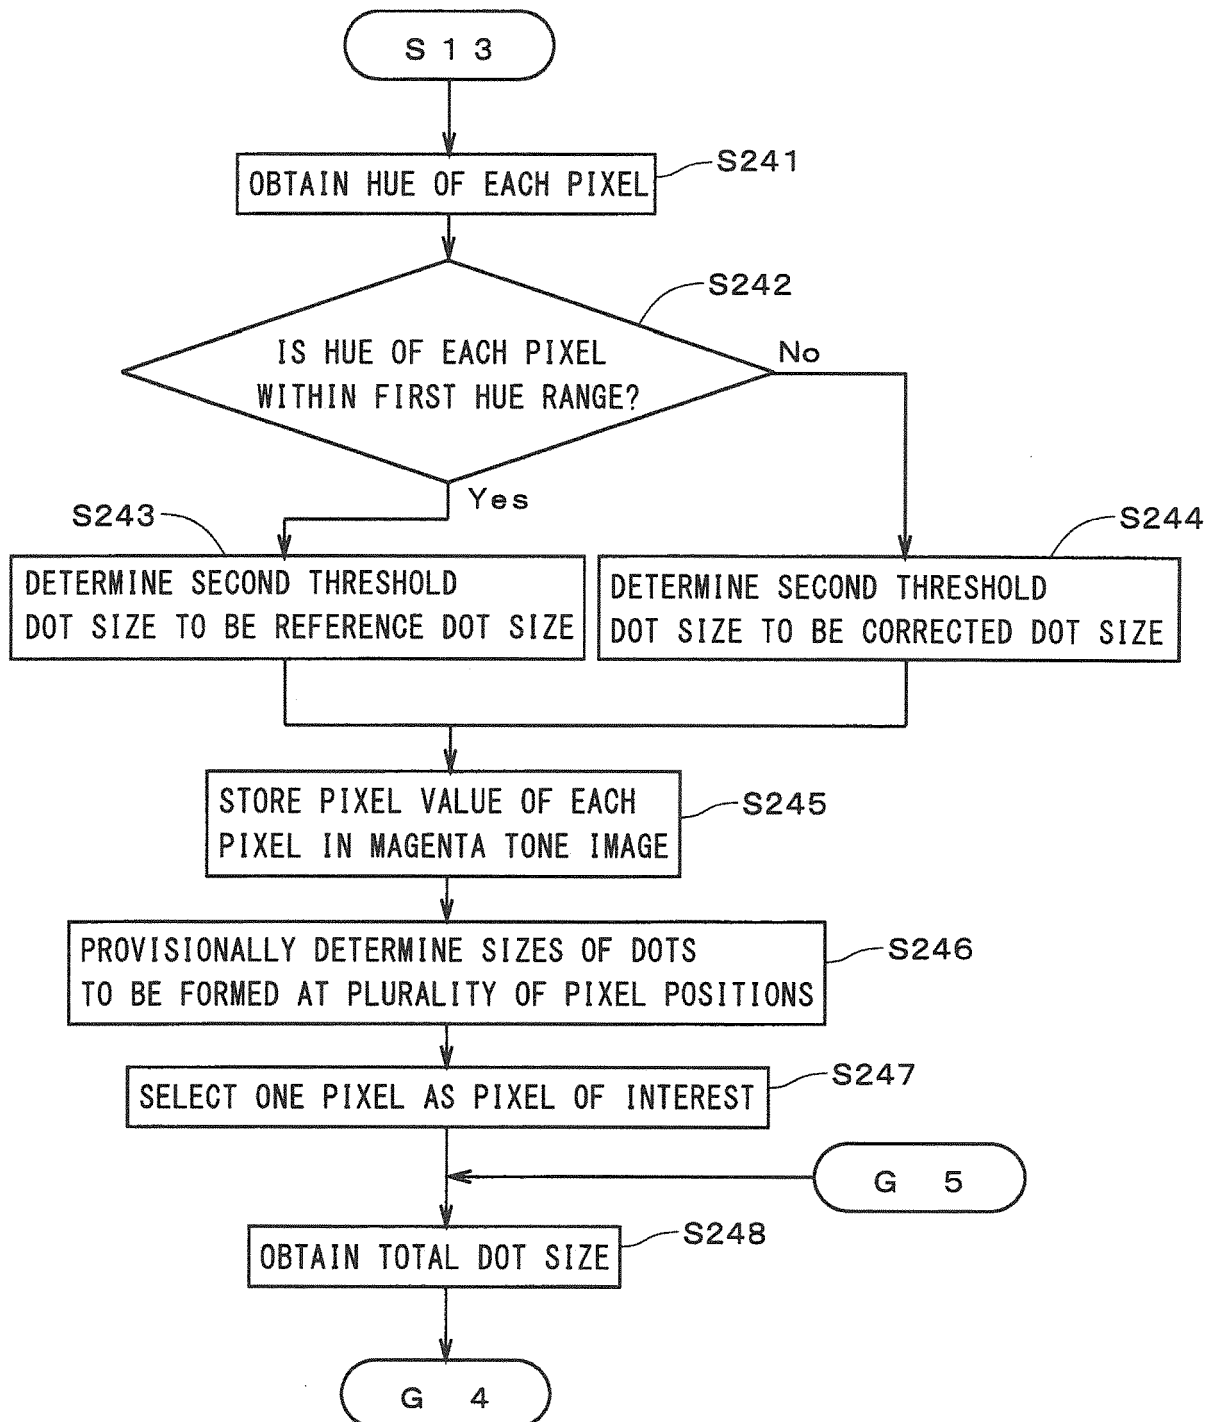 S 1 3
S241
OBTAIN HUE OF EACH PIXEL
S242
IS HUE OF EACH PIXEL
WITHIN FIRST HUE RANGE?
No
Yes
S243
DETERMINE SECOND THRESHOLD
DOT SIZE TO BE REFERENCE DOT SIZE
S244
DETERMINE SECOND THRESHOLD
DOT SIZE TO BE CORRECTED DOT SIZE
S245
STORE PIXEL VALUE OF EACH
PIXEL IN MAGENTA TONE IMAGE
S246
PROVISIONALLY DETERMINE SIZES OF DOTS
TO BE FORMED AT PLURALITY OF PIXEL POSITIONS
S247
SELECT ONE PIXEL AS PIXEL OF INTEREST
G 5
S248
OBTAIN TOTAL DOT SIZE
G 4